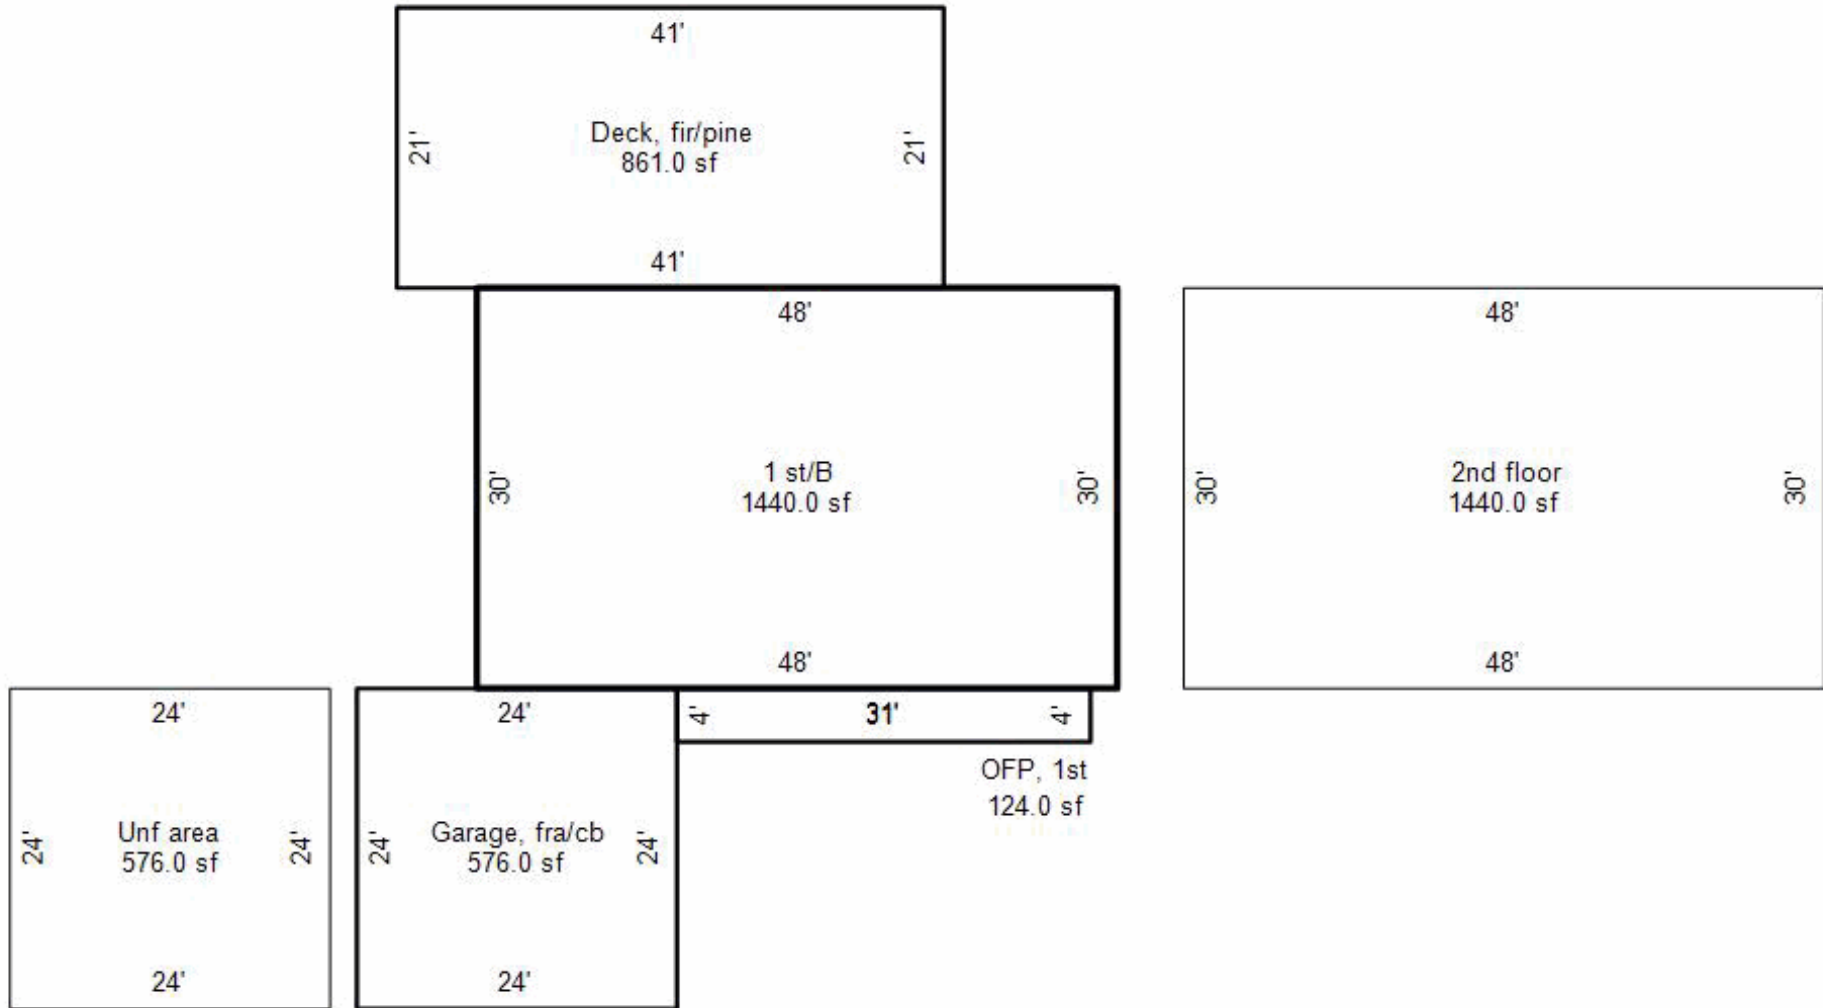 41'
21'
Deck, fir/pine
861.0 sf
21'
41'
48'
30'
1 st/B
1440.0 sf
30'
48'
48'
30'
2nd floor
1440.0 sf
30'
48'
24'
24'
Unf area
576.0 sf
24'
24'
24'
24'
Garage, fra/cb
576.0 sf
24'
24'
4'
31'
4'
OFP, 1st
124.0 sf